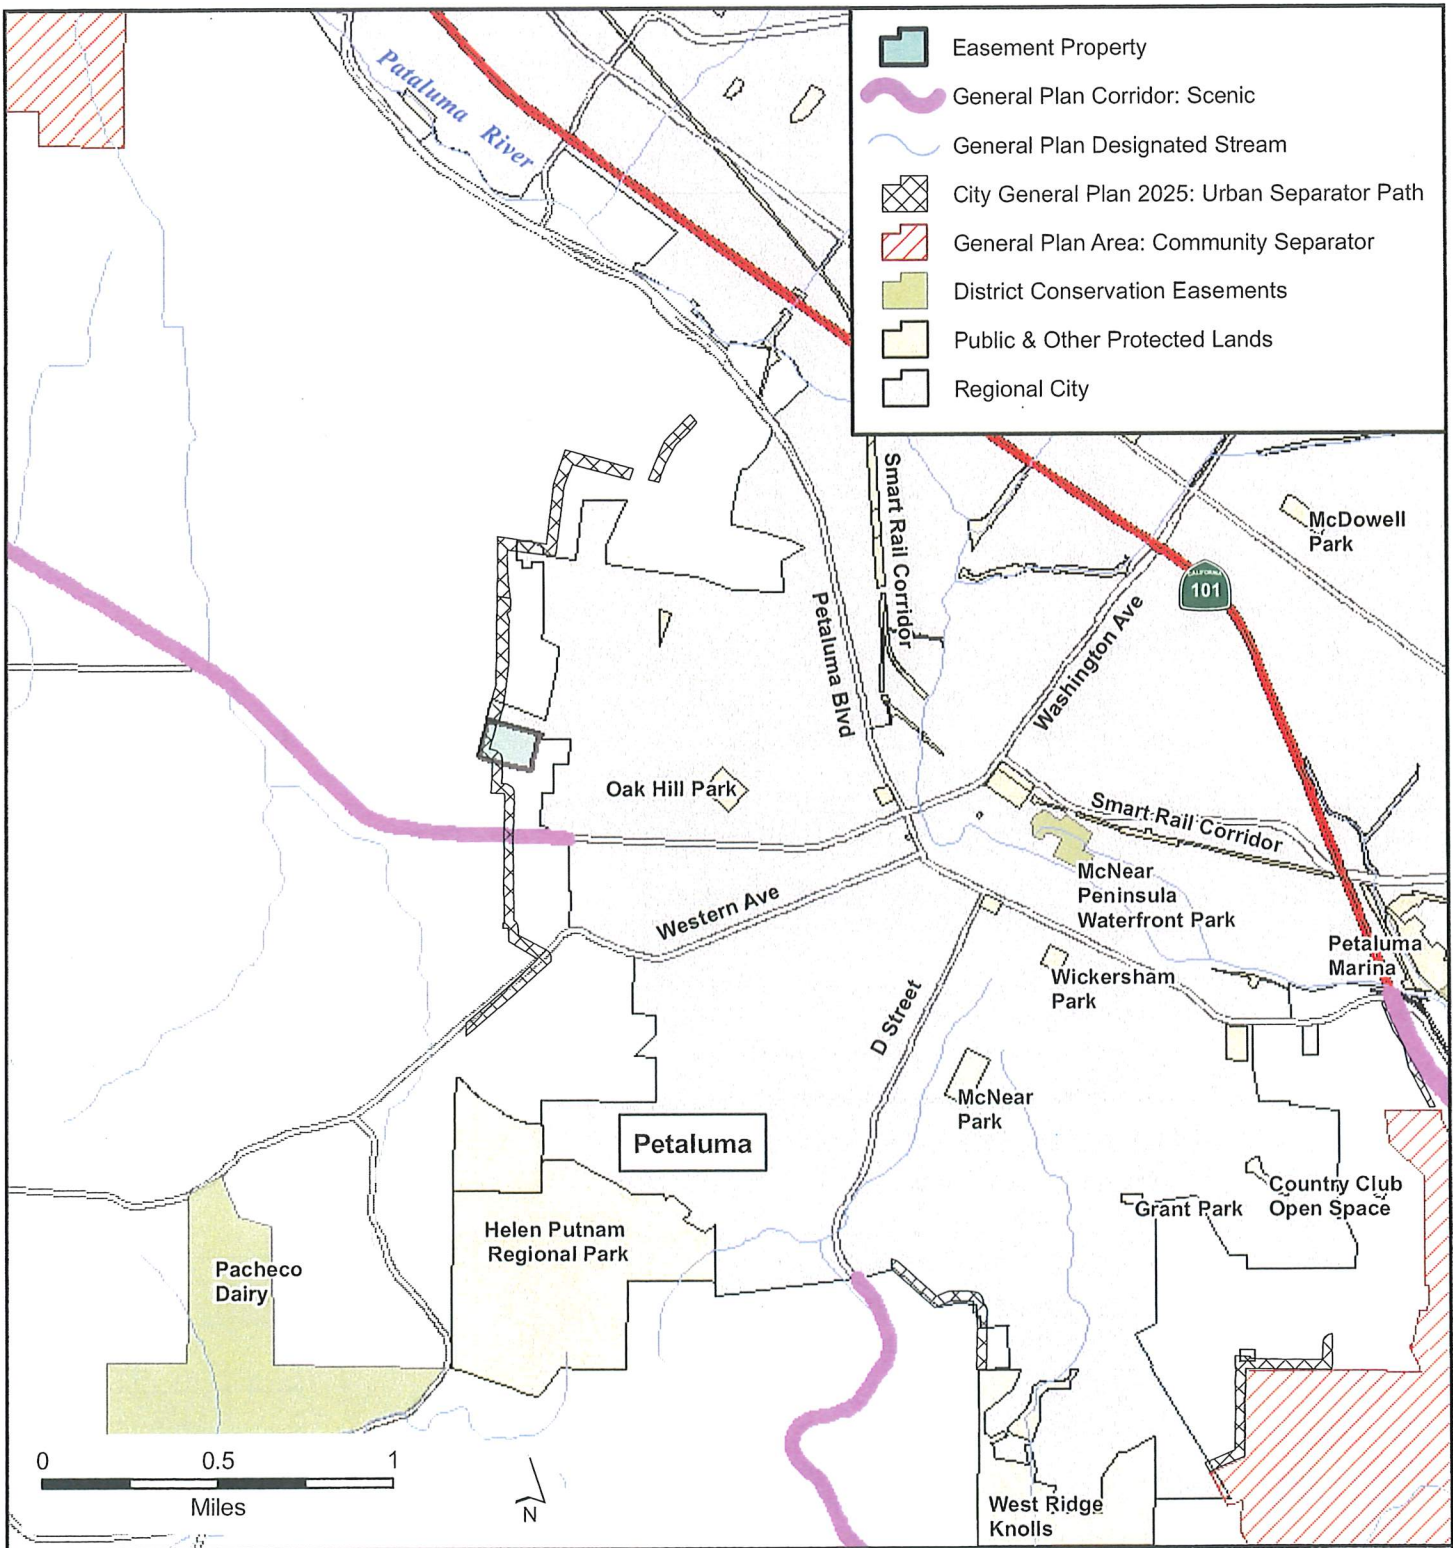 Easement Property
General Plan Corridor: Scenic
General Plan Designated Stream
City General Plan 2025: Urban Separator Path
General Plan Area: Community Separator
District Conservation Easements
Public & Other Protected Lands
Regional City
Pataluma River
Smart Rail Corridor
McDowell
Park
CALIFORNIA
101
Petaluma Blvd
Washington Ave
Oak Hill Park
Smart Rail Corridor
McNear
Peninsula
Waterfront Park
Western Ave
Petaluma
Marina
Wickersham
Park
D Street
McNear
Park
Petaluma
Country Club
Open Space
Grant Park
Helen Putnam
Regional Park
Pacheco
Dairy
0 0.5 1
Miles
N
West Ridge
Knolls